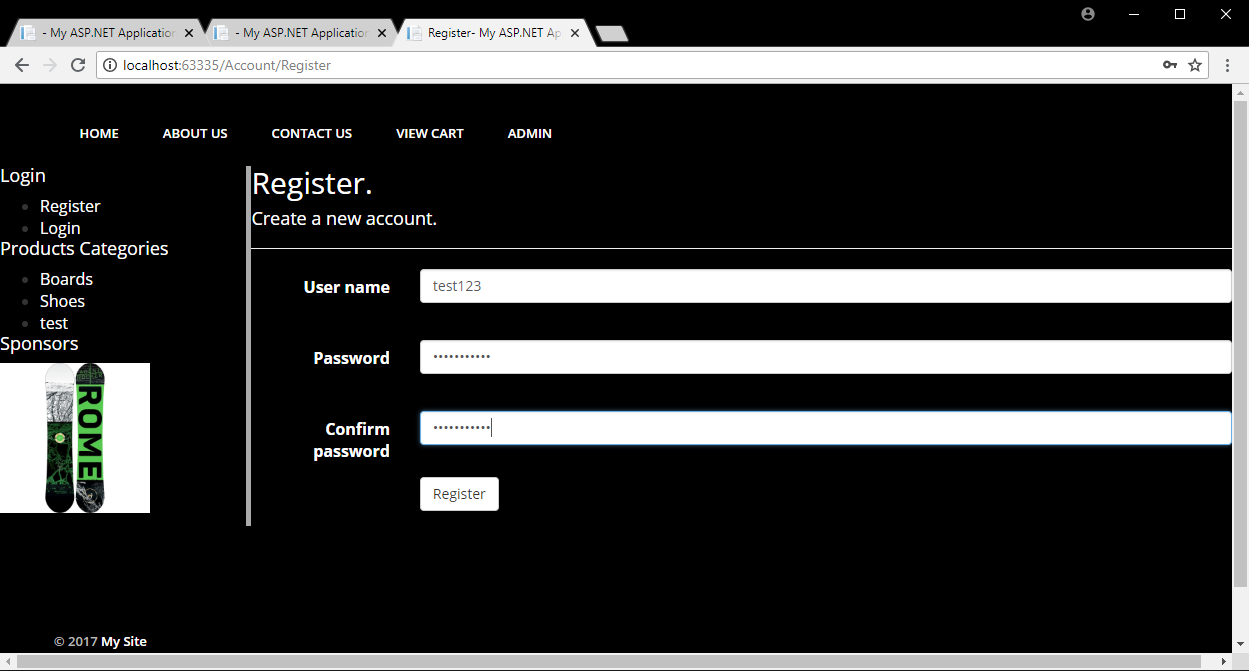 - My ASP.NET Application
- My ASP.NET Application
Register- My ASP.NET Ap
localhost:63335/Account/Register
HOME ABOUT US CONTACT US VIEW CART ADMIN
Login
Register
Login
Products Categories
Boards
Shoes
test
Sponsors
ROME
Register.
Create a new account.
User name test123
Password •••••••••••
Confirm password •••••••••••
Register
© 2017 My Site